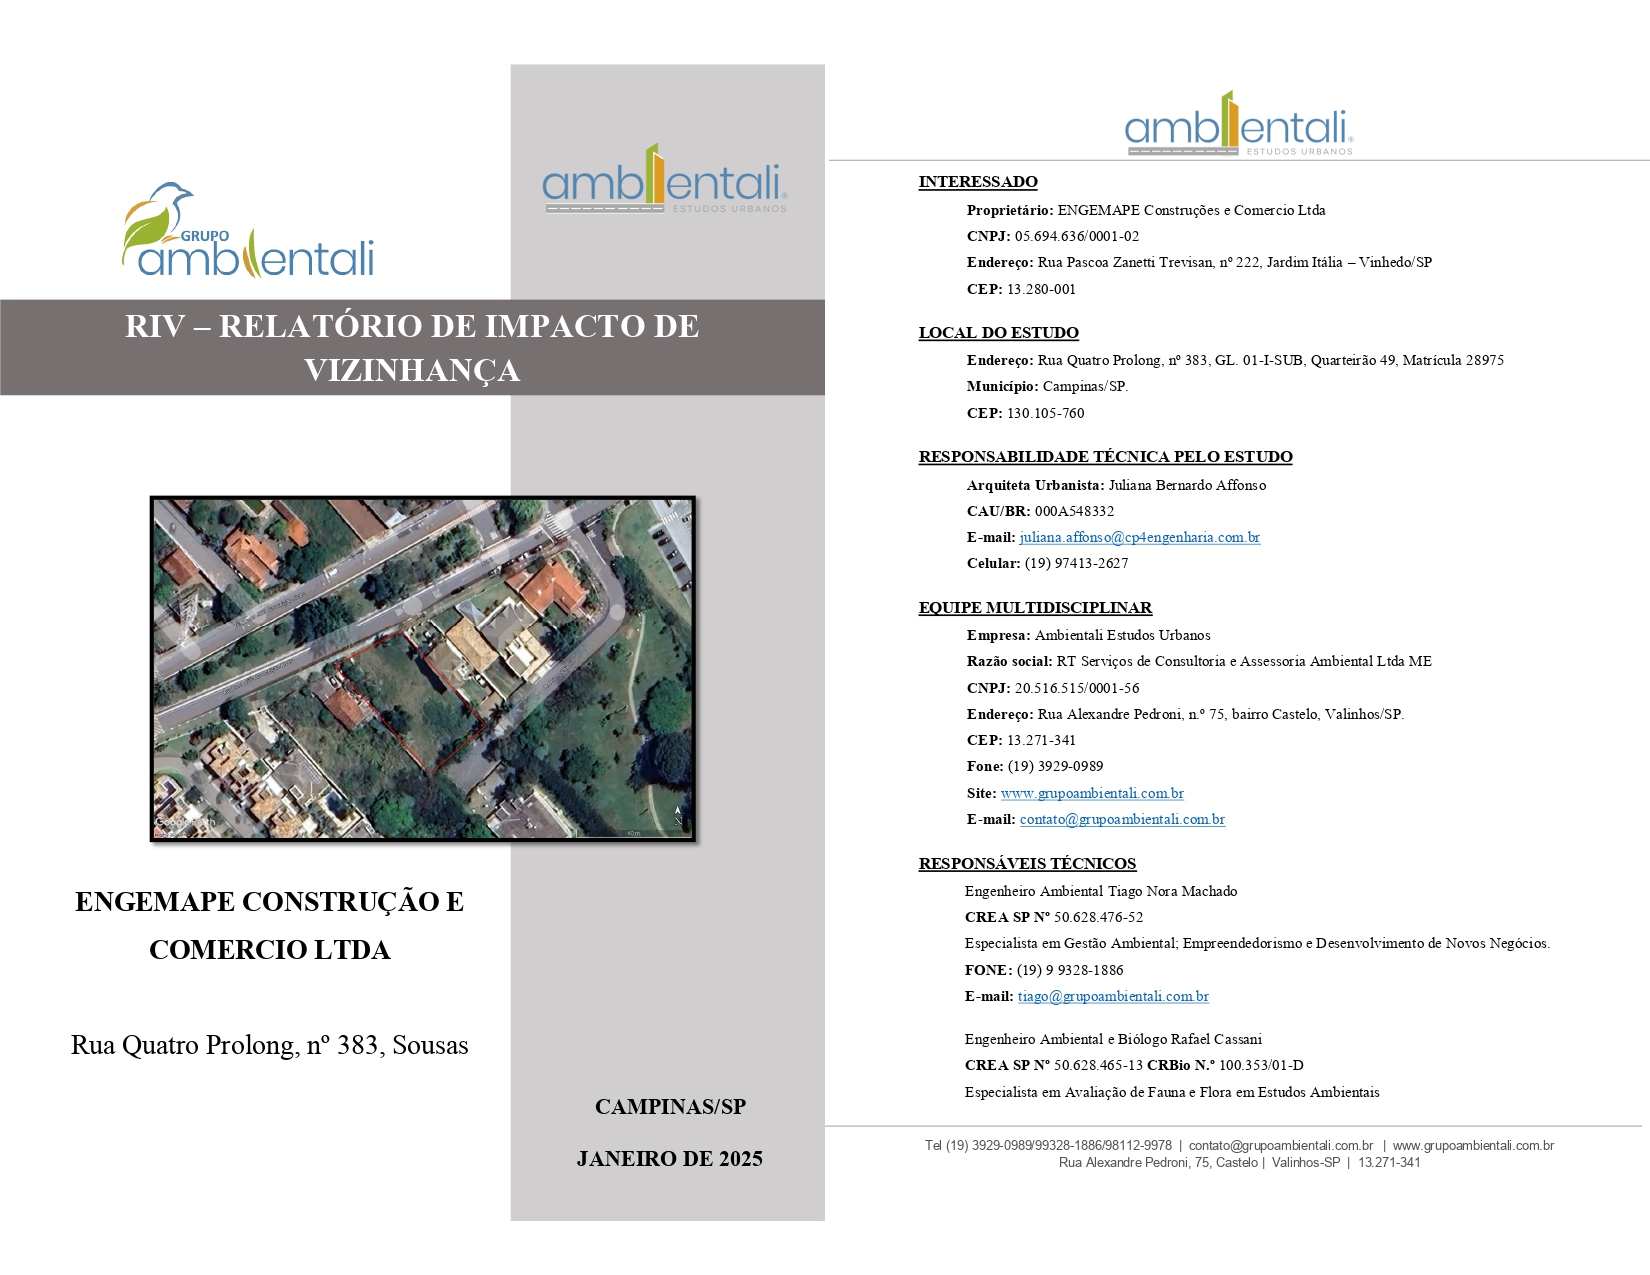 GRUPO
ambientali
ambientali
ESTUDOS URBANOS
RIV – RELATÓRIO DE IMPACTO DE
VIZINHANÇA
Google Earth
40 m
N
ENGEMAPE CONSTRUÇÃO E
COMERCIO LTDA
Rua Quatro Prolong, nº 383, Sousas
CAMPINAS/SP
JANEIRO DE 2025
ambientali
ESTUDOS URBANOS
INTERESSADO
Proprietário: ENGEMAPE Construções e Comercio Ltda
CNPJ: 05.694.636/0001-02
Endereço: Rua Pascoa Zanetti Trevisan, nº 222, Jardim Itália – Vinhedo/SP
CEP: 13.280-001
LOCAL DO ESTUDO
Endereço: Rua Quatro Prolong, nº 383, GL. 01-I-SUB, Quarteirão 49, Matrícula 28975
Município: Campinas/SP.
CEP: 130.105-760
RESPONSABILIDADE TÉCNICA PELO ESTUDO
Arquiteta Urbanista: Juliana Bernardo Affonso
CAU/BR: 000A548332
E-mail: juliana.affonso@cp4engenharia.com.br
Celular: (19) 97413-2627
EQUIPE MULTIDISCIPLINAR
Empresa: Ambientali Estudos Urbanos
Razão social: RT Serviços de Consultoria e Assessoria Ambiental Ltda ME
CNPJ: 20.516.515/0001-56
Endereço: Rua Alexandre Pedroni, n.º 75, bairro Castelo, Valinhos/SP.
CEP: 13.271-341
Fone: (19) 3929-0989
Site: www.grupoambientali.com.br
E-mail: contato@grupoambientali.com.br
RESPONSÁVEIS TÉCNICOS
Engenheiro Ambiental Tiago Nora Machado
CREA SP Nº 50.628.476-52
Especialista em Gestão Ambiental; Empreendedorismo e Desenvolvimento de Novos Negócios.
FONE: (19) 9 9328-1886
E-mail: tiago@grupoambientali.com.br
Engenheiro Ambiental e Biólogo Rafael Cassani
CREA SP Nº 50.628.465-13 CRBio N.º 100.353/01-D
Especialista em Avaliação de Fauna e Flora em Estudos Ambientais
Tel (19) 3929-0989/99328-1886/98112-9978 | contato@grupoambientali.com.br | www.grupoambientali.com.br
Rua Alexandre Pedroni, 75, Castelo | Valinhos-SP | 13.271-341